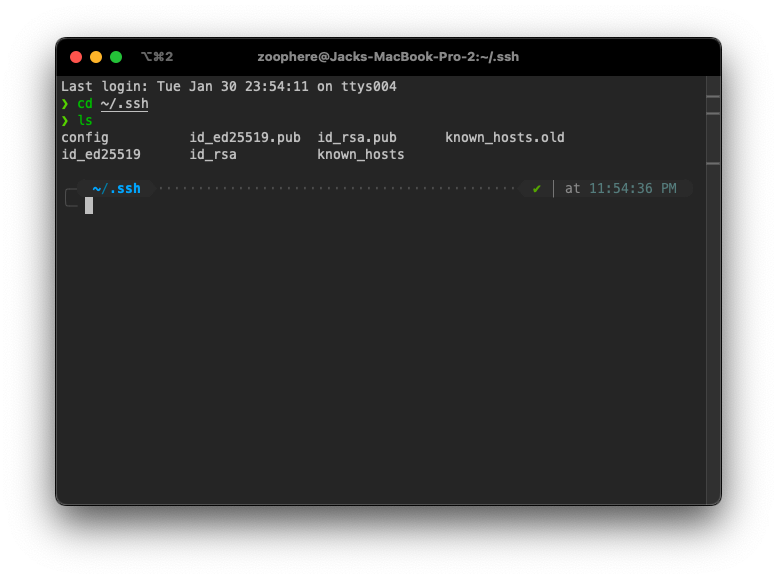 ⌥⌘2 zoophere@Jacks-MacBook-Pro-2:~/.ssh
Last login: Tue Jan 30 23:54:11 on ttys004
❯ cd ~/.ssh
❯ ls
config id_ed25519.pub id_rsa.pub known_hosts.old
id_ed25519 id_rsa known_hosts
~/.ssh ✔ at 11:54:36 PM